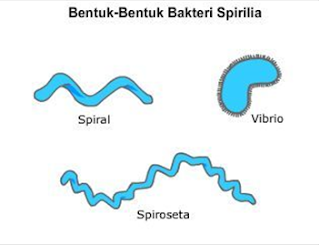 Bentuk-Bentuk Bakteri Spirilia
Spiral
Vibrio
Spiroseta